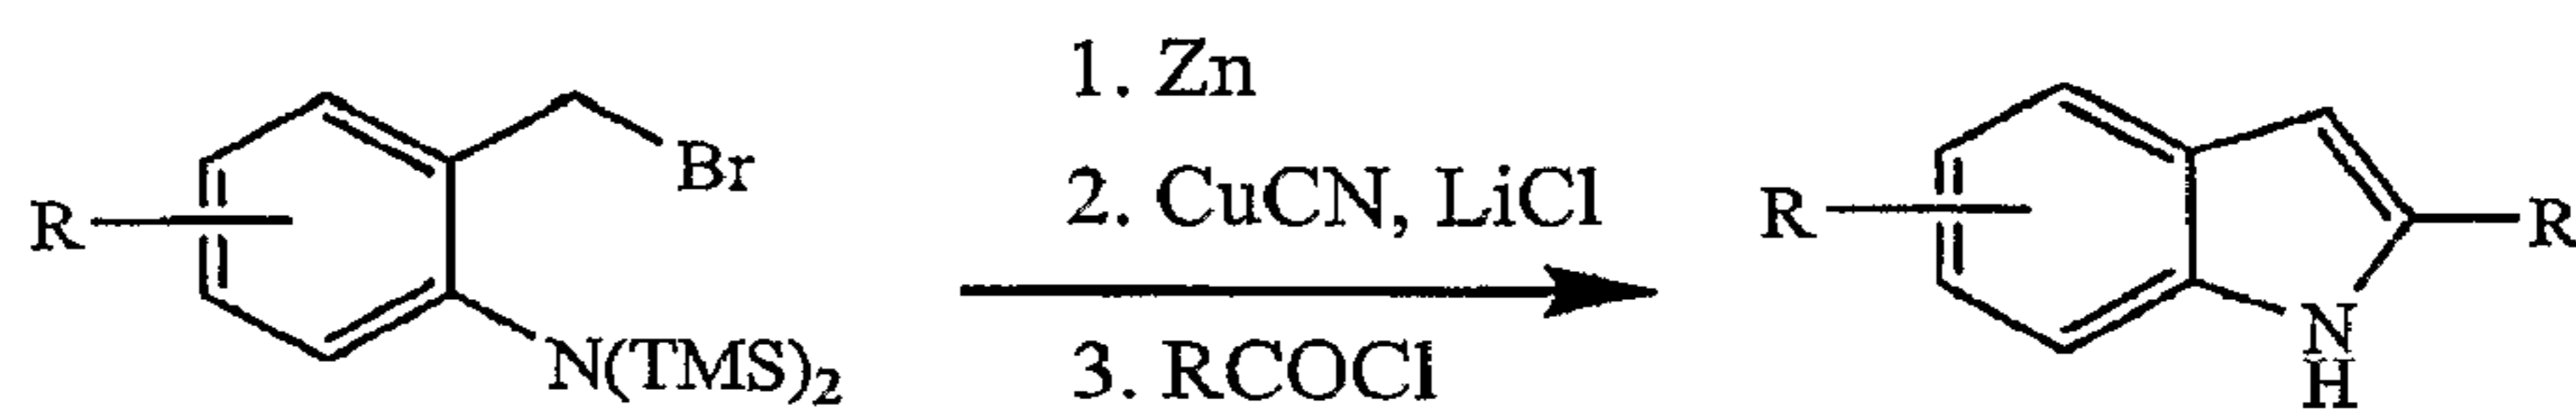 R
Br
N(TMS)₂
1. Zn
2. CuCN, LiCl
3. RCOCl
R
R
N
H